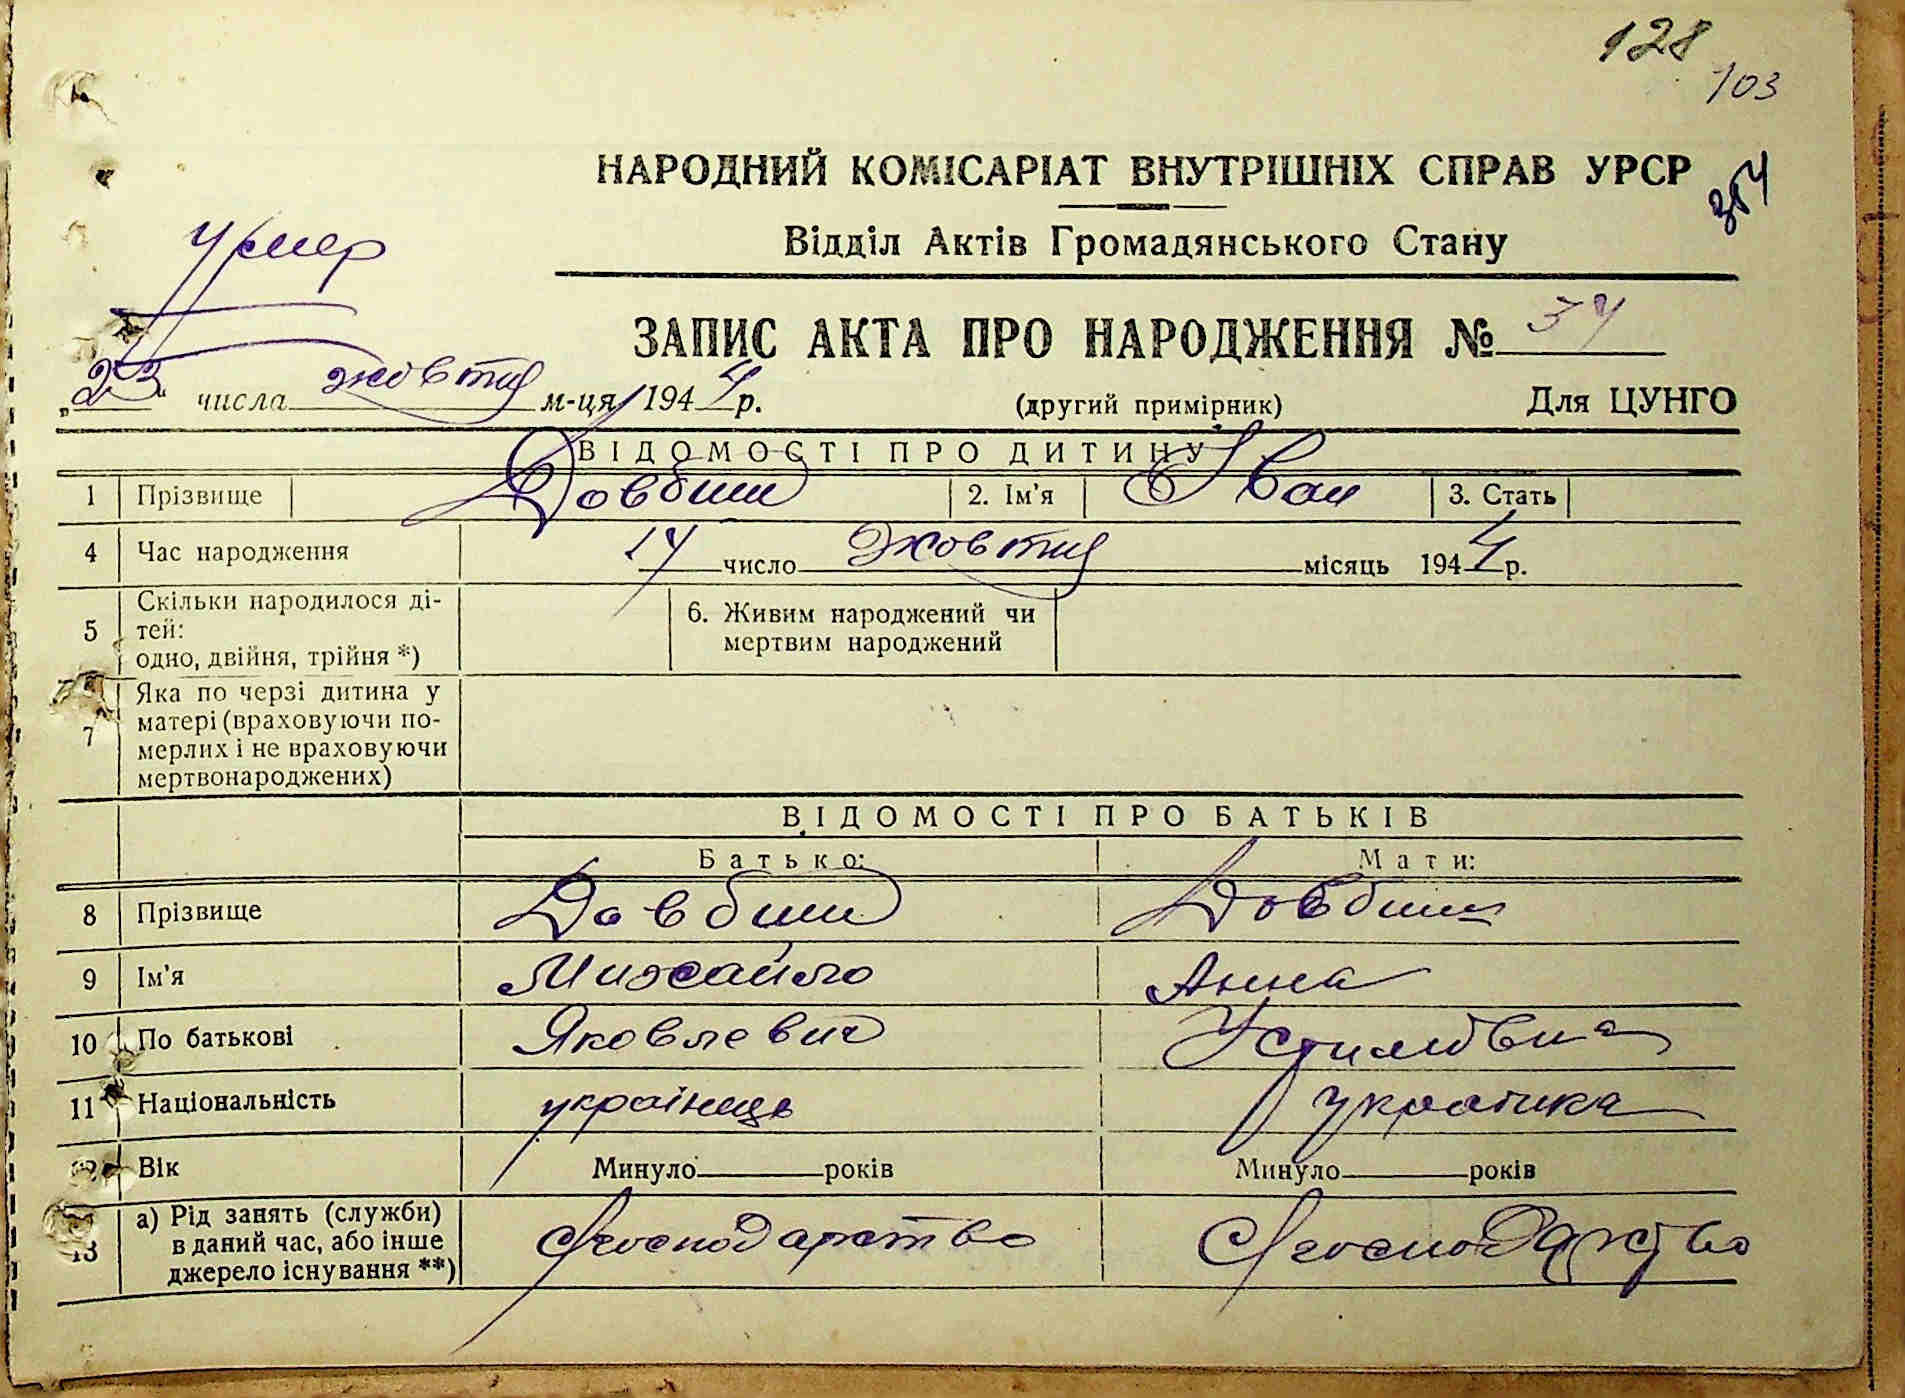 128
103
НАРОДНИЙ КОМІСАРІАТ ВНУТРІШНІХ СПРАВ УРСР
354
Відділ Актів Громадянського Стану
Умер
ЗАПИС АКТА ПРО НАРОДЖЕННЯ № 34
„23“ числа жовтня м-ця 1944 р. (другий примірник) Для ЦУНГО
ВІДОМОСТІ ПРО ДИТИНУ
1 Прізвище Довбиш 2. Ім'я Іван 3. Стать
4 Час народження 14 число Жовтня місяць 1944 р.
5 Скільки народилося ді-
тей:
одно, двійня, трійня *)
6. Живим народжений чи
мертвим народжений
7 Яка по черзі дитина у
матері (враховуючи по-
мерлих і не враховуючи
мертвонароджених)
ВІДОМОСТІ ПРО БАТЬКІВ
Батько: Мати:
8 Прізвище Довбиш Довбиш
9 Ім'я Михайло Анна
10 По батькові Яковлевич
11 Національність українець українка
12 Вік Минуло років Минуло років
13 а) Рід занять (служби)
в даний час, або інше
джерело існування **)
господарство господарство